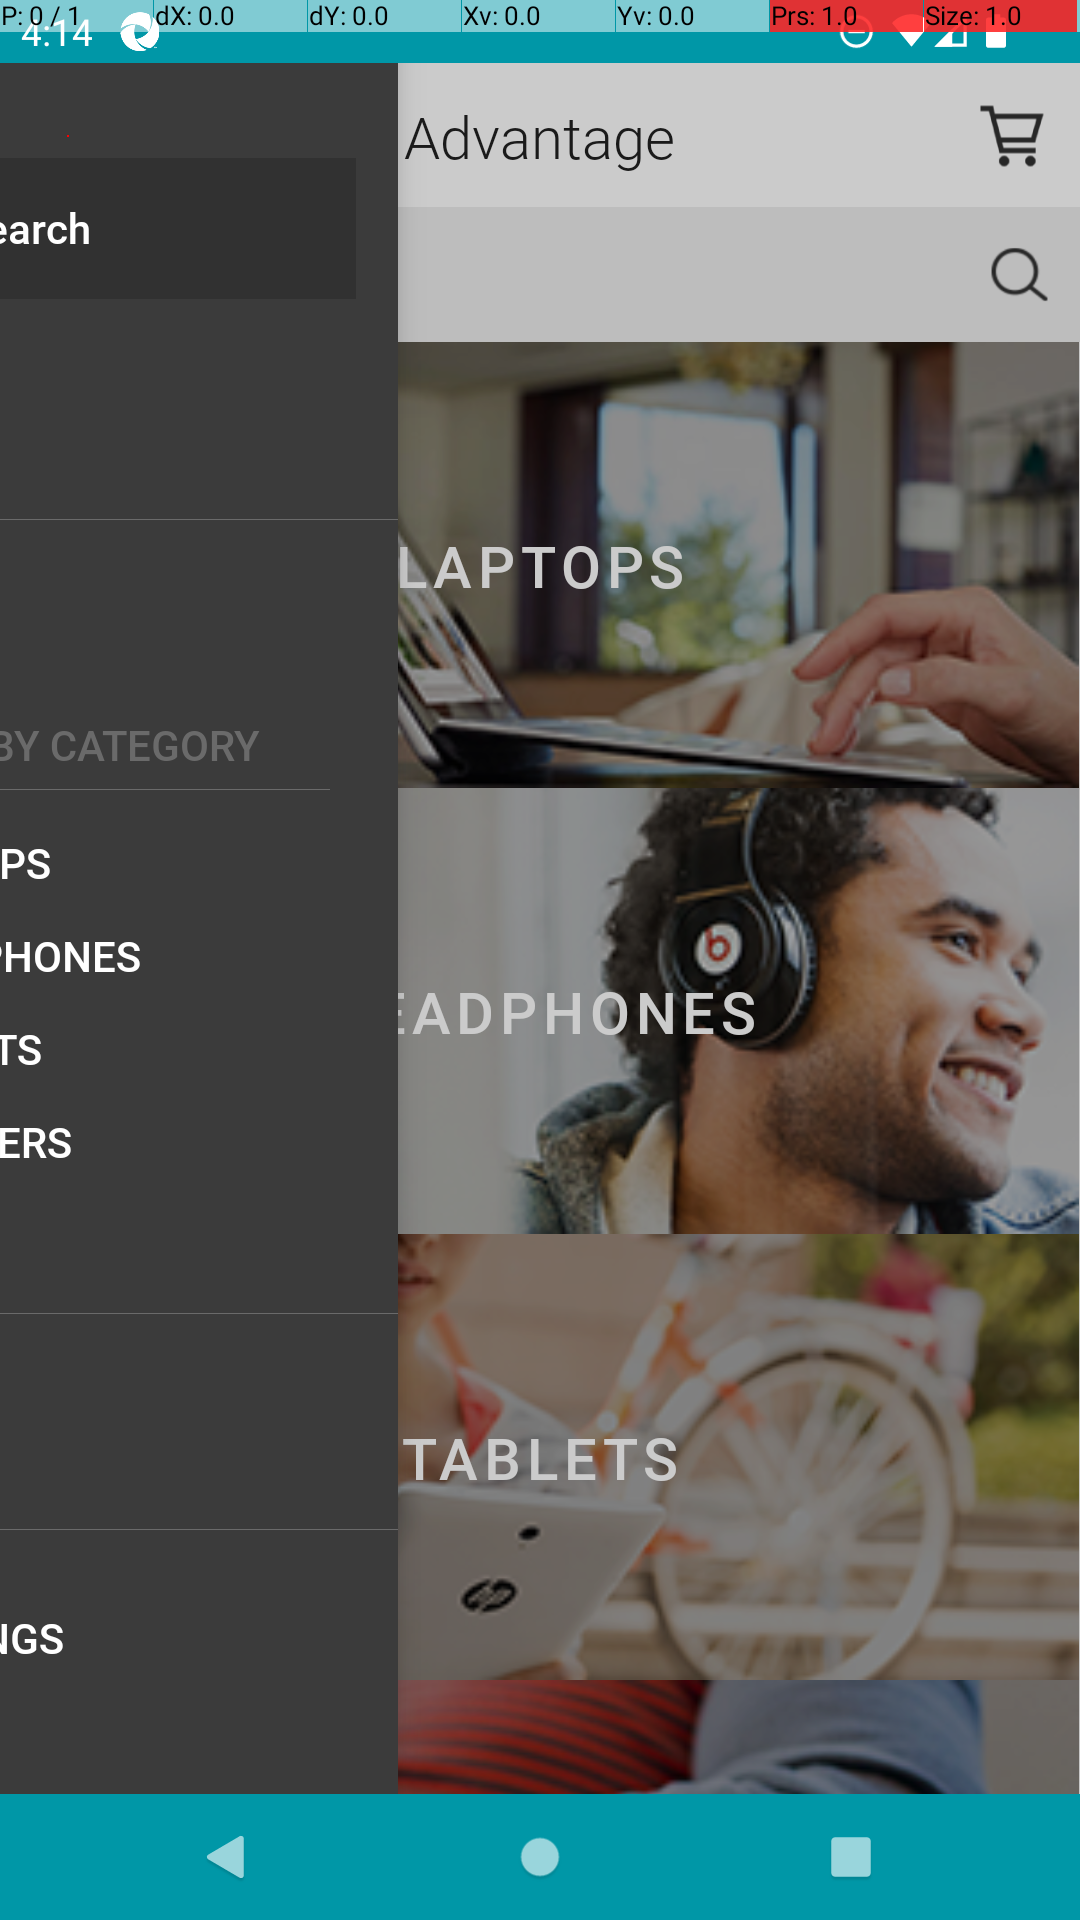 P: 0 / 1 dX: 0.0 dY: 0.0 Xv: 0.0 Yv: 0.0 Prs: 1.0 Size: 1.0
4:14
Advantage
earch
LAPTOPS
BY CATEGORY
PS
PHONES
EADPHONES
TS
ERS
TABLETS
NGS